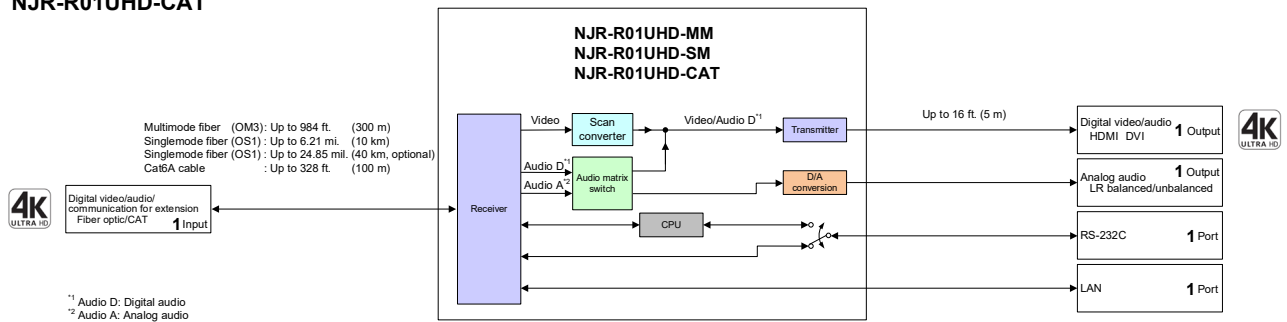 NJR-R01UHD-CAT
NJR-R01UHD-MM
NJR-R01UHD-SM
NJR-R01UHD-CAT
Multimode fiber (OM3): Up to 984 ft. (300 m)
Singlemode fiber (OS1): Up to 6.21 mi. (10 km)
Singlemode fiber (OS1) : Up to 24.85 mil. (40 km, optional)
Cat6A cable : Up to 328 ft. (100 m)
4K
ULTRA HD
Digital video/audio/
communication for extension
Fiber optic/CAT 1 Input
Receiver
Video
Scan
converter
Video/Audio D*1
Transmitter
Up to 16 ft. (5 m)
Digital video/audio
HDMI DVI 1 Output
4K
ULTRA HD
Audio D*1
Audio A*2
Audio matrix
switch
D/A
conversion
Analog audio 1 Output
LR balanced/unbalanced
CPU
RS-232C 1 Port
LAN 1 Port
*1 Audio D: Digital audio
*2 Audio A: Analog audio